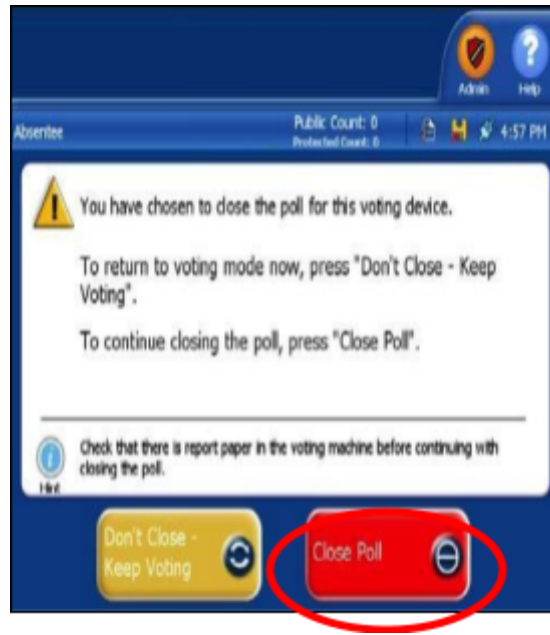 Admin
Help
Absentee
Public Count: 0
Protected Count: 0
4:57 PM
You have chosen to close the poll for this voting device.
To return to voting mode now, press "Don't Close - Keep
Voting".
To continue closing the poll, press "Close Poll".
Check that there is report paper in the voting machine before continuing with
closing the poll.
Hint
Don't Close -
Keep Voting
Close Poll